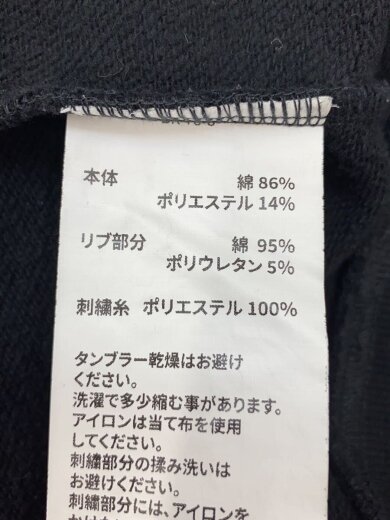 本体 綿 86%
ポリエステル 14%
リブ部分 綿 95%
ポリウレタン 5%
刺繍糸 ポリエステル 100%
タンブラー乾燥はお避け
ください。
洗濯で多少縮む事があります。
アイロンは当て布を使用
してください。
刺繍部分の揉み洗いは
お避けください。
刺繍部分には、アイロンを